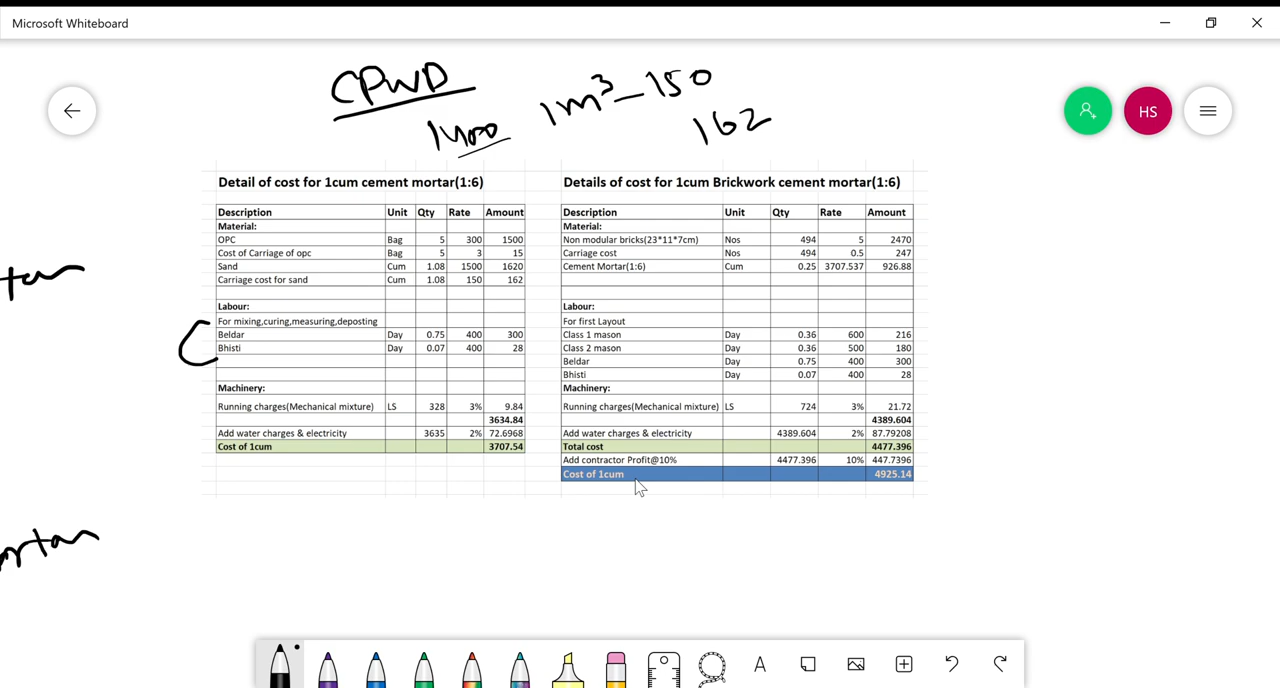 Microsoft Whiteboard
CPWD
1m³ - 150
1400
162
HS
Detail of cost for 1cum cement mortar(1:6)
Description Unit Qty Rate Amount
Material:
OPC Bag 5 300 1500
Cost of Carriage of opc Bag 5 3 15
Sand Cum 1.08 1500 1620
Carriage cost for sand Cum 1.08 150 162
Labour:
For mixing,curing,measuring,deposting
Beldar Day 0.75 400 300
Bhisti Day 0.07 400 28
Machinery:
Running charges(Mechanical mixture) LS 328 3% 9.84
3634.84
Add water charges & electricity 3635 2% 72.6968
Cost of 1cum 3707.54
Details of cost for 1cum Brickwork cement mortar(1:6)
Description Unit Qty Rate Amount
Material:
Non modular bricks(23*11*7cm) Nos 494 5 2470
Carriage cost Nos 494 0.5 247
Cement Mortar(1:6) Cum 0.25 3707.537 926.88
Labour:
For first Layout
Class 1 mason Day 0.36 600 216
Class 2 mason Day 0.36 500 180
Beldar Day 0.75 400 300
Bhisti Day 0.07 400 28
Machinery:
Running charges(Mechanical mixture) LS 724 3% 21.72
4389.604
Add water charges & electricity 4389.604 2% 87.79208
Total cost 4477.396
Add contractor Profit@10% 4477.396 10% 447.7396
Cost of 1cum 4925.14
A